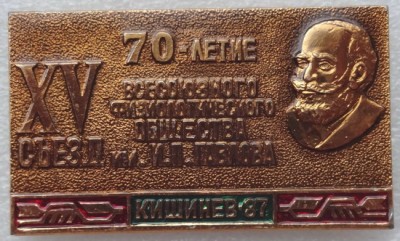 70-ЛЕТИЕ
XV
СЪЕЗД
ВСЕСОЮЗНОГО
ФИЗИОЛОГИЧЕСКОГО
ОБЩЕСТВА
ИМ. И.П. ПАВЛОВА
КИШИНЕВ·87